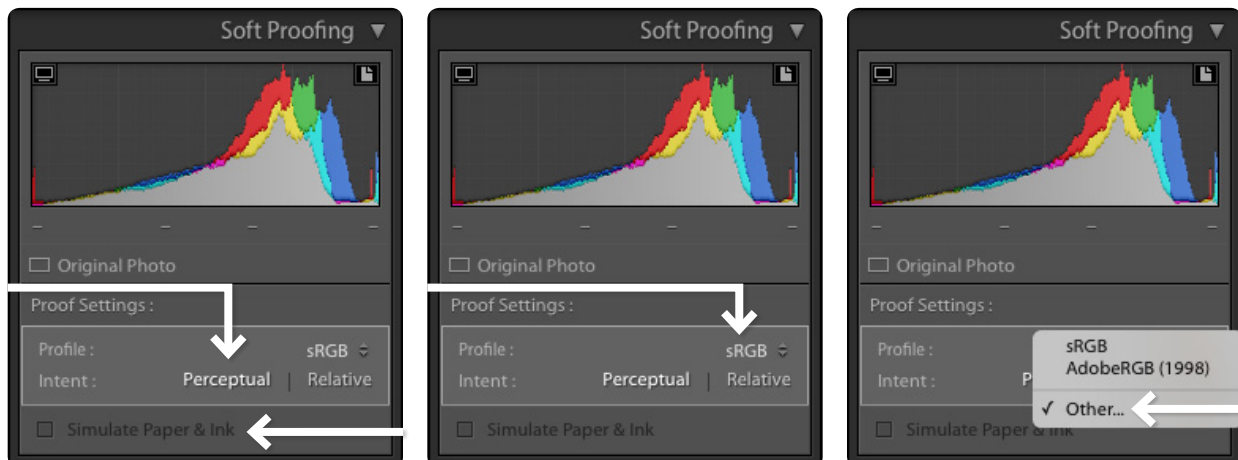 Soft Proofing
Original Photo
Proof Settings :
Profile : sRGB
Intent : Perceptual | Relative
Simulate Paper & Ink
Soft Proofing
Original Photo
Proof Settings :
Profile : sRGB
Intent : Perceptual | Relative
Simulate Paper & Ink
Soft Proofing
Original Photo
Proof Settings :
Profile :
sRGB
AdobeRGB (1998)
Intent : P
✓ Other...
Simulate Paper & Ink